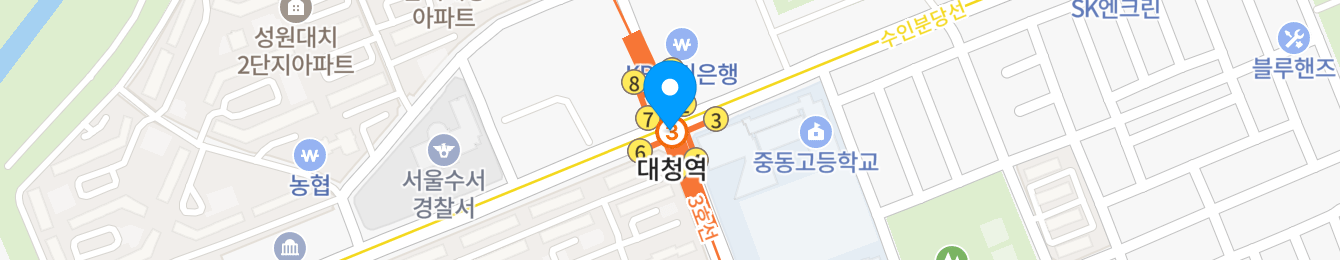 아파트
성원대치
2단지아파트
농협
서울수서
경찰서
8
7
6
3
3
대청역
3호선
은행
수인분당선
중동고등학교
SK엔크린
블루핸즈